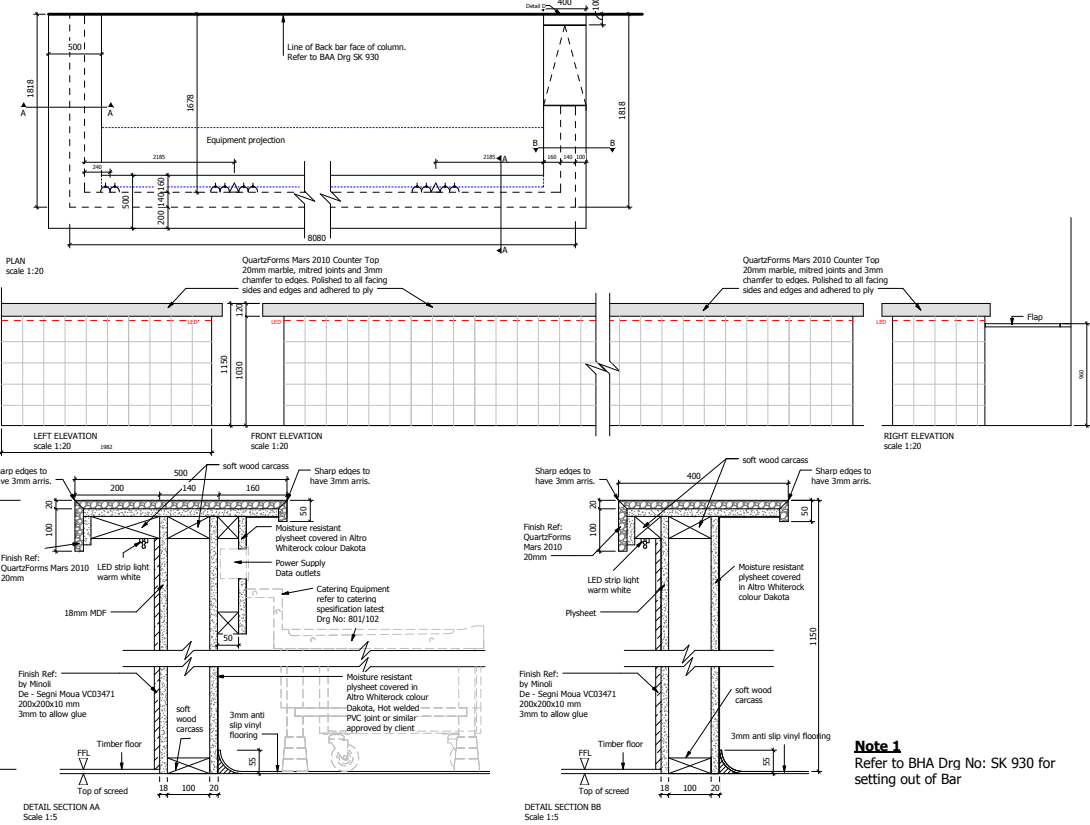 Detail D
400
100
500
Line of Back bar face of column.
Refer to BAA Drg SK 930
1818
1678
1818
A
A
Equipment projection
B
B
2185
2185
A
160
140
100
240
500
160
140
200
8080
A
PLAN
scale 1:20
QuartzForms Mars 2010 Counter Top
20mm marble, mitred joints and 3mm
chamfer to edges. Polished to all facing
sides and edges and adhered to ply
QuartzForms Mars 2010 Counter Top
20mm marble, mitred joints and 3mm
chamfer to edges. Polished to all facing
sides and edges and adhered to ply
LED
120
LED
LED
Flap
1150
1030
960
LEFT ELEVATION
scale 1:20
1982
FRONT ELEVATION
scale 1:20
RIGHT ELEVATION
scale 1:20
arp edges to
ve 3mm arris.
500
soft wood carcass
Sharp edges to
have 3mm arris.
200
140
160
20
100
50
Moisture resistant
plysheet covered in Altro
Whiterock colour Dakota
Finish Ref:
QuartzForms Mars 2010
20mm
LED strip light
warm white
Power Supply
Data outlets
18mm MDF
Catering Equipment
refer to catering
spesification latest
Drg No: 801/102
50
Finish Ref:
by Minoli
De - Segni Moua VC03471
200x200x10 mm
3mm to allow glue
Moisture resistant
plysheet covered in
Altro Whiterock colour
Dakota, Hot welded
PVC joint or similar
approved by client
soft
wood
carcass
3mm anti
slip vinyl
flooring
Timber floor
FFL
55
Top of screed
18
100
20
DETAIL SECTION AA
Scale 1:5
Sharp edges to
have 3mm arris.
soft wood carcass
Sharp edges to
have 3mm arris.
400
20
100
50
Finish Ref:
QuartzForms
Mars 2010
20mm
LED strip light
warm white
Moisture resistant
plysheet covered
in Altro Whiterock
colour Dakota
Plysheet
1150
Finish Ref:
by Minoli
De - Segni Moua VC03471
200x200x10 mm
3mm to allow glue
soft wood
carcass
3mm anti slip vinyl flooring
Timber floor
FFL
55
Top of screed
18
100
20
DETAIL SECTION BB
Scale 1:5
Note 1
Refer to BHA Drg No: SK 930 for
setting out of Bar